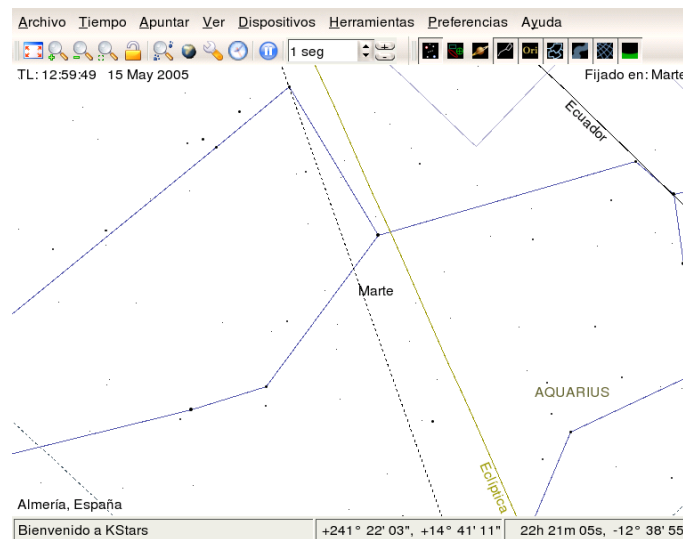 Archivo Tiempo Apuntar Ver Dispositivos Herramientas Preferencias Ayuda
1 seg Ori
TL: 12:59:49 15 May 2005 Fijado en: Marte
Ecuador
Marte
AQUARIUS
Eclíptica
Almería, España
Bienvenido a KStars +241° 22' 03", +14° 41' 11" 22h 21m 05s, -12° 38' 55